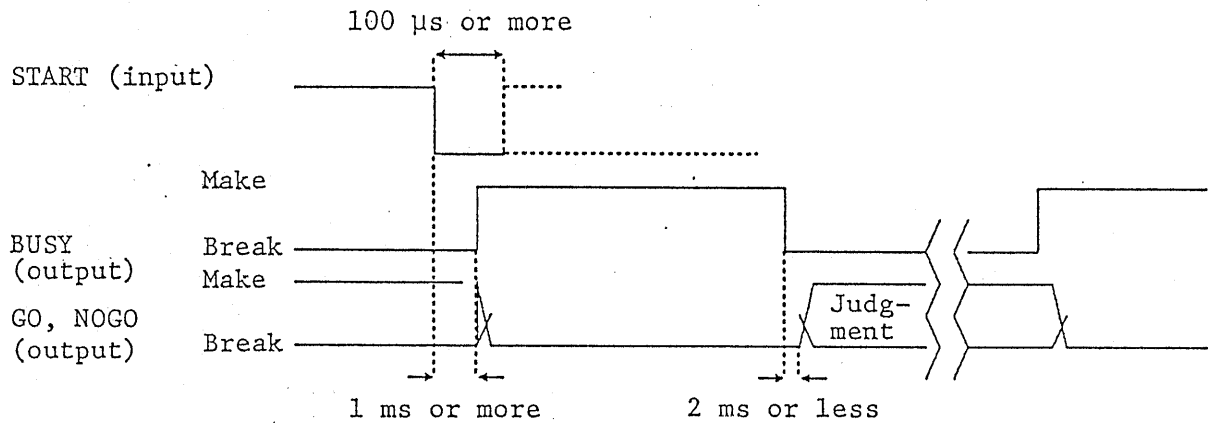 100 µs or more
START (input)
Make
BUSY
(output)
Break
Make
GO, NOGO
(output)
Break
Judg-
ment
1 ms or more
2 ms or less